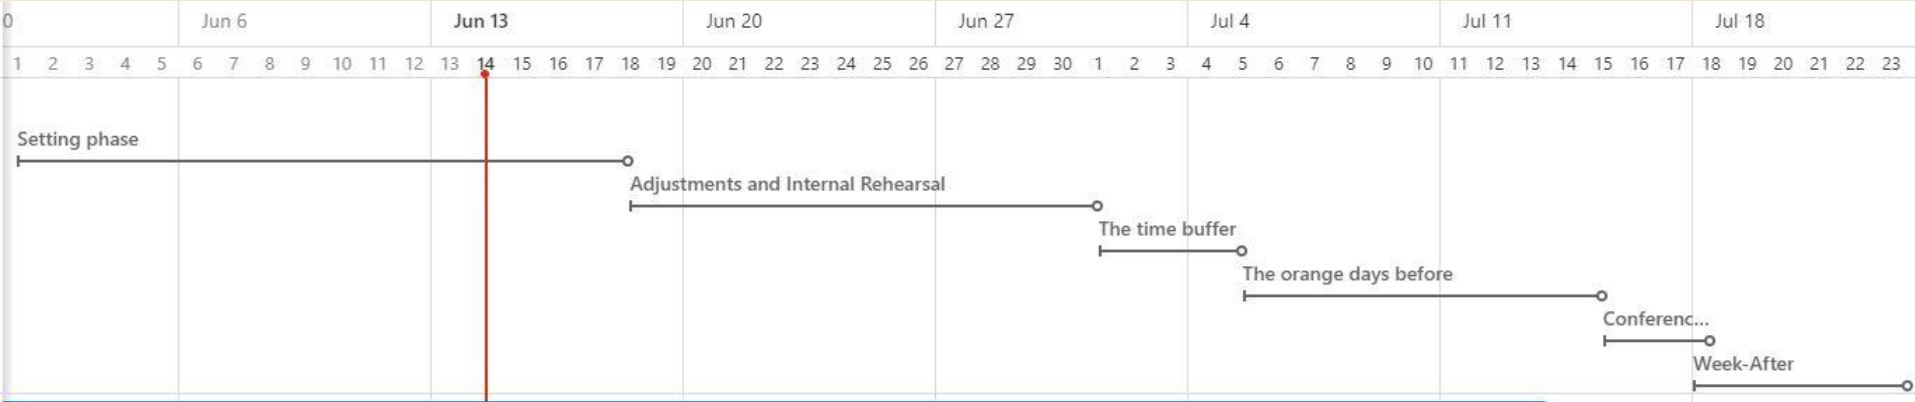 0 Jun 6 Jun 13 Jun 20 Jun 27 Jul 4 Jul 11 Jul 18
1 2 3 4 5 6 7 8 9 10 11 12 13 14 15 16 17 18 19 20 21 22 23 24 25 26 27 28 29 30 1 2 3 4 5 6 7 8 9 10 11 12 13 14 15 16 17 18 19 20 21 22 23
Setting phase
Adjustments and Internal Rehearsal
The time buffer
The orange days before
Conferenc...
Week-After